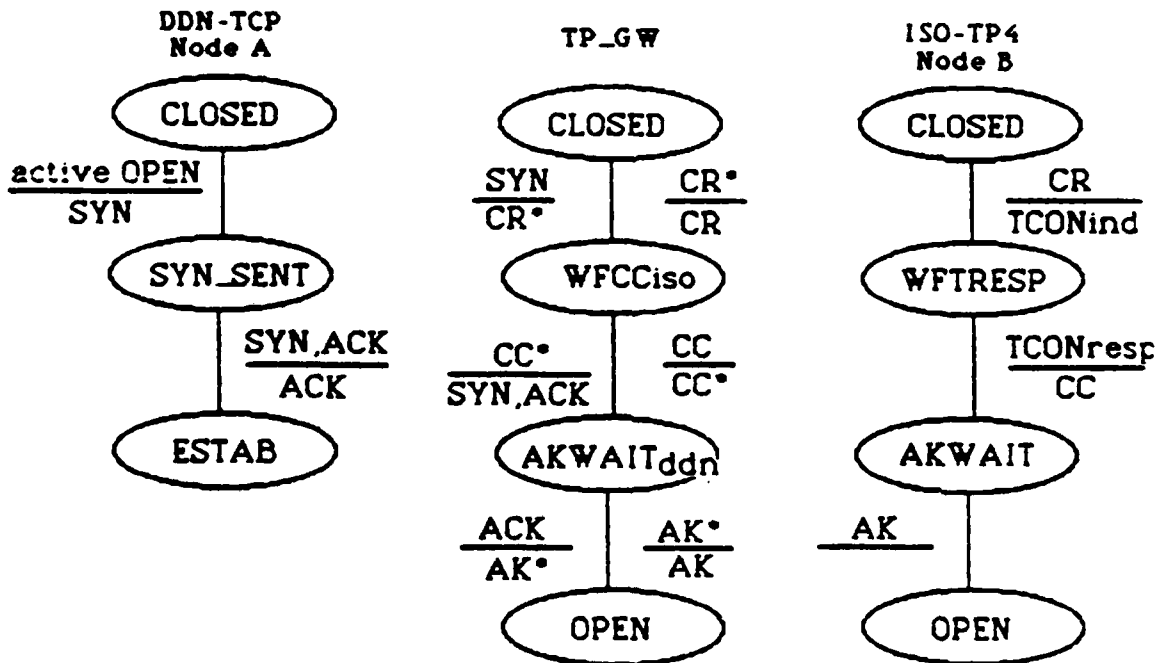 DDN-TCP
Node A
CLOSED
active OPEN
SYN
SYN_SENT
SYN,ACK
ACK
ESTAB
TP_GW
CLOSED
SYN
CR*
CR*
CR
WFCCiso
CC*
SYN,ACK
CC
CC*
AKWAITddn
ACK
AK*
AK*
AK
OPEN
ISO-TP4
Node B
CLOSED
CR
TCONind
WFTRESP
TCONresp
CC
AKWAIT
AK
OPEN